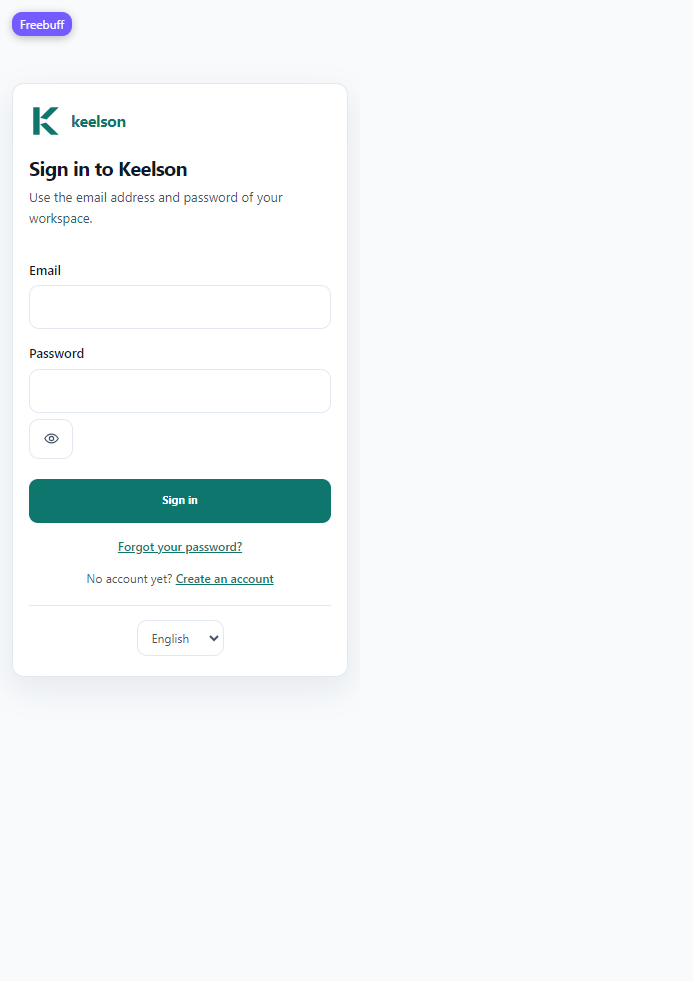 Freebuff
keelson
Sign in to Keelson
Use the email address and password of your
workspace.
Email
Password
Sign in
Forgot your password?
No account yet? Create an account
English